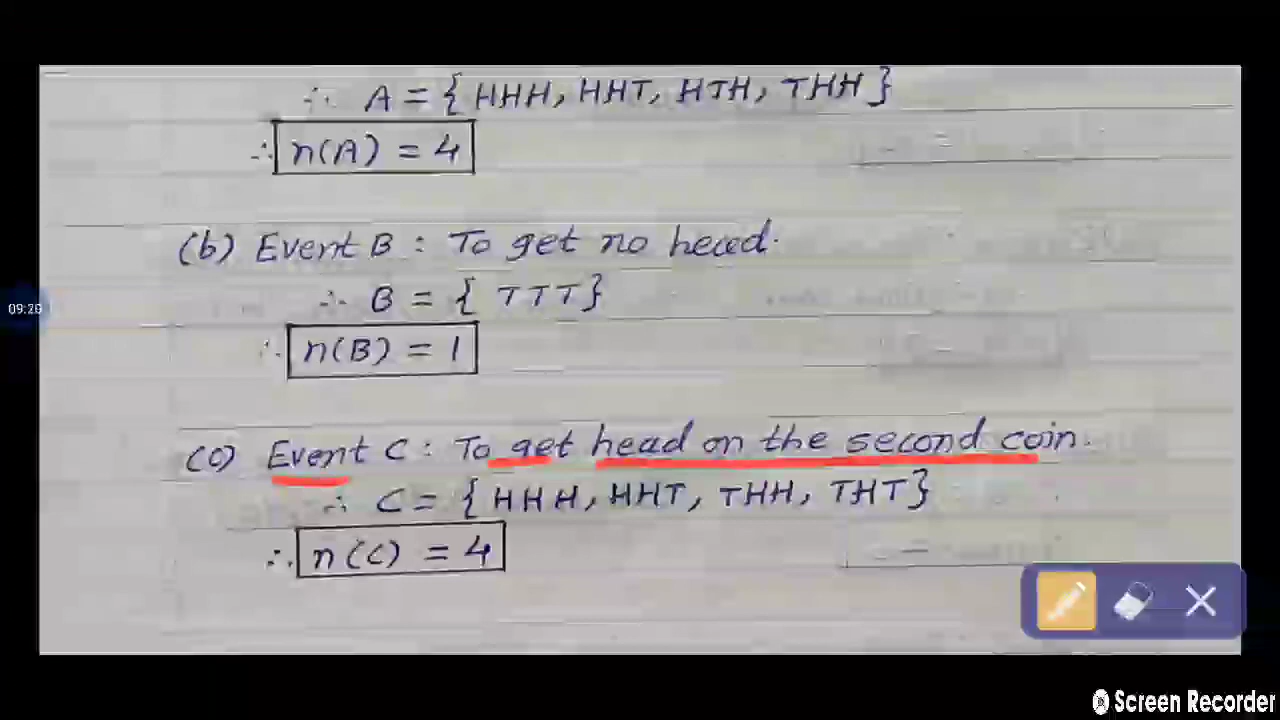 ∴ A = { HHH, HHT, HTH, THH }
∴ n(A) = 4
(b) Event B : To get no head.
∴ B = { TTT }
09:29
∴ n(B) = 1
(c) Event C : To get head on the second coin.
∴ C = { HHH, HHT, THH, THT }
∴ n(C) = 4
Screen Recorder